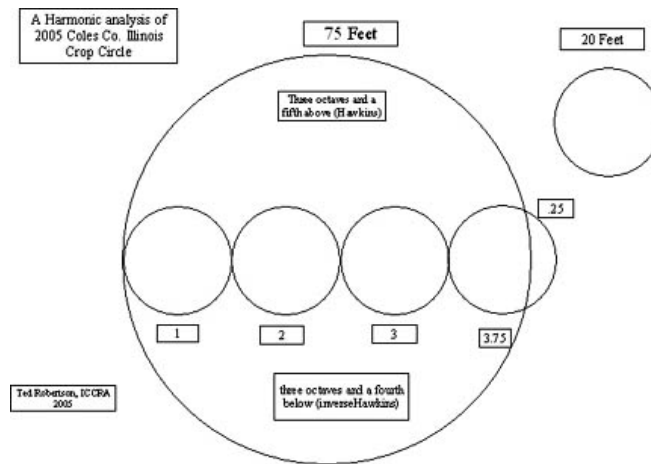 A Harmonic analysis of
2005 Coles Co. Illinois
Crop Circle
75 Feet
20 Feet
Three octaves and a
fifth above (Hawkins)
.25
1
2
3
3.75
three octaves and a fourth
below (inverseHawkins)
Ted Robertson, ICCRA
2005